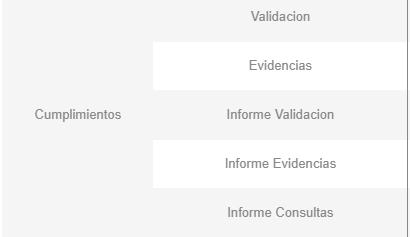 Validacion
Evidencias
Cumplimientos
Informe Validacion
Informe Evidencias
Informe Consultas